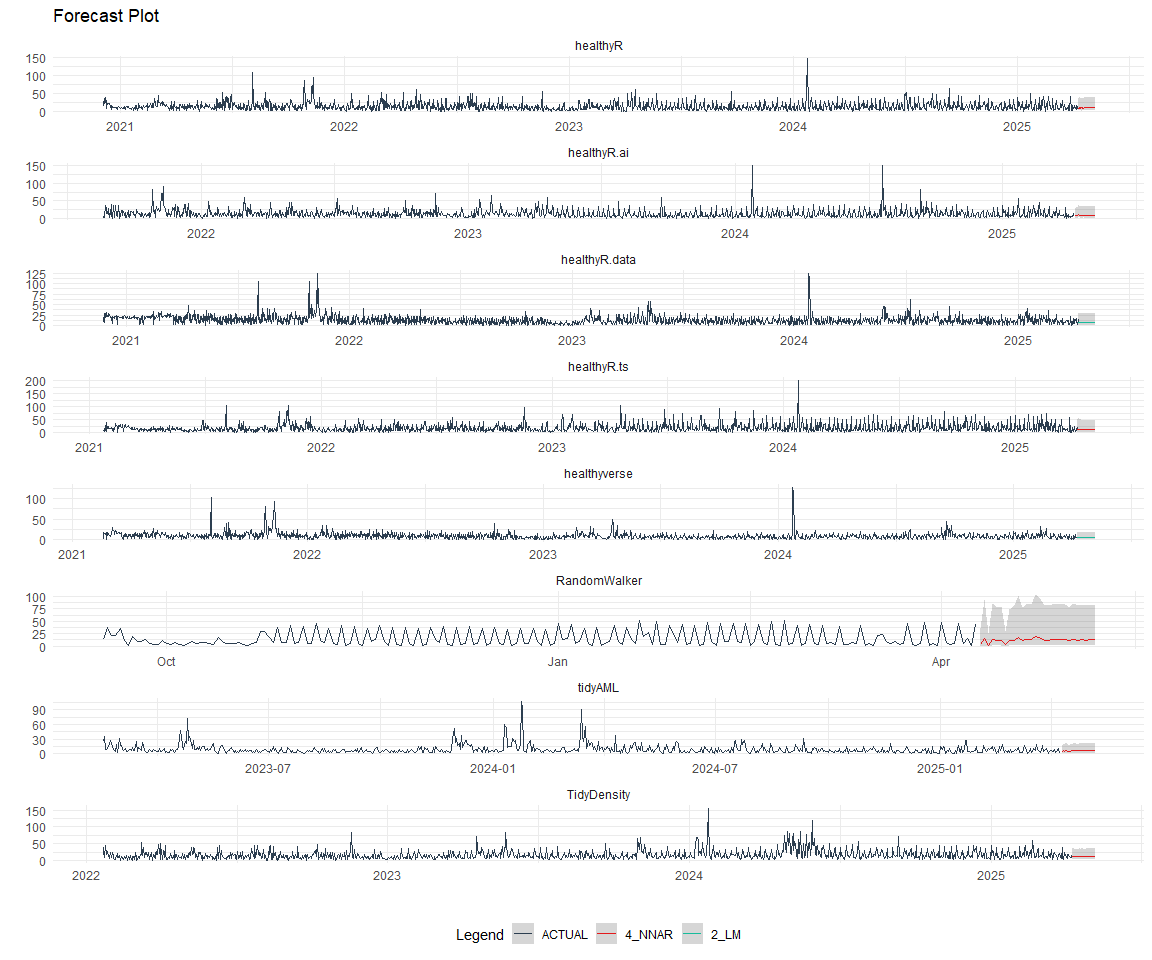 Forecast Plot
healthyR
150
100
50
0
2021 2022 2023 2024 2025
healthyR.ai
150
100
50
0
2022 2023 2024 2025
healthyR.data
125
100
75
50
25
0
2021 2022 2023 2024 2025
healthyR.ts
200
150
100
50
0
2021 2022 2023 2024 2025
healthyverse
100
50
0
2021 2022 2023 2024 2025
RandomWalker
100
75
50
25
0
Oct Jan Apr
tidyAML
90
60
30
0
2023-07 2024-01 2024-07 2025-01
TidyDensity
150
100
50
0
2022 2023 2024 2025
Legend ACTUAL 4_NNAR 2_LM